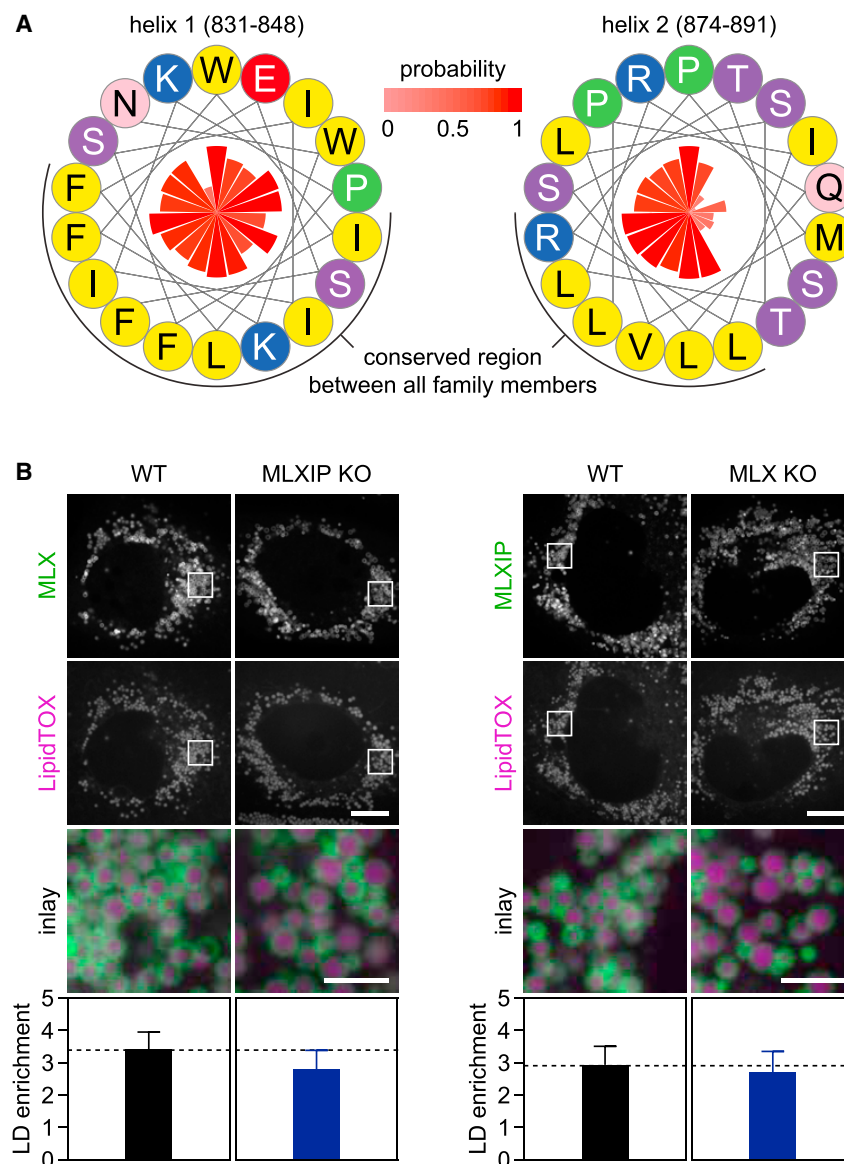 A
helix 1 (831-848)
helix 2 (874-891)
W
E
I
W
P
I
S
I
K
L
F
F
I
F
F
S
N
K
probability
0 0.5 1
P
T
S
I
Q
M
S
T
L
L
V
L
L
R
S
L
P
R
conserved region
between all family members
B
WT MLXIP KO
MLX
LipidTOX
inlay
LD enrichment
5
4
3
2
1
0
WT MLX KO
MLXIP
LipidTOX
inlay
LD enrichment
5
4
3
2
1
0